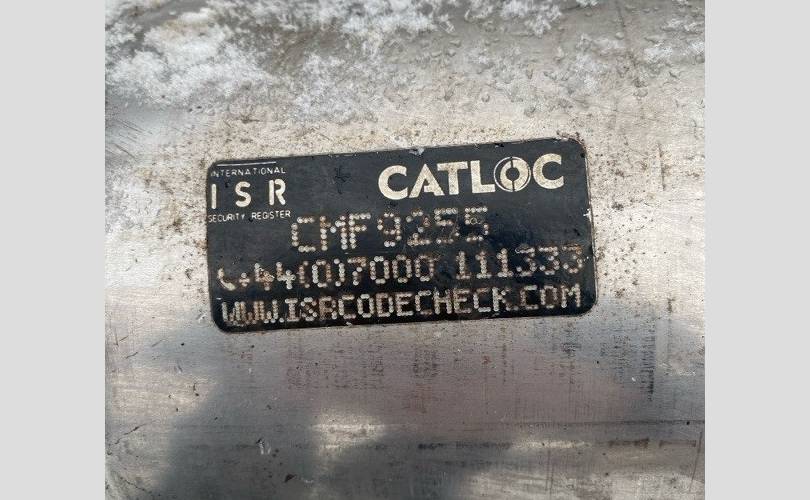 INTERNATIONAL
ISR
SECURITY REGISTER
CATLOC
CMF9255
+44(0)7000 111333
WWW.ISRCODECHECK.COM